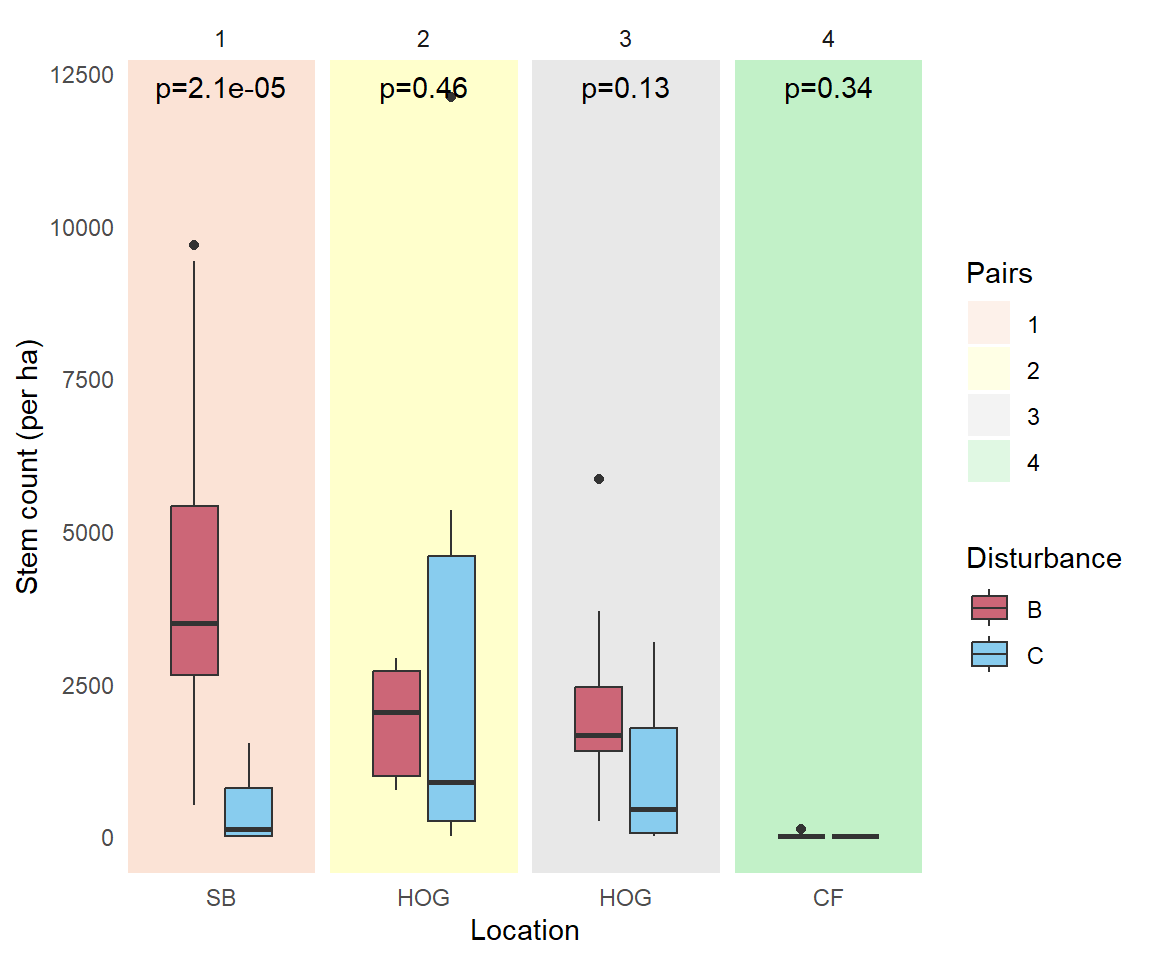 1 2 3 4
p=2.1e-05 p=0.46 p=0.13 p=0.34
12500
10000
7500
5000
2500
0
Stem count (per ha)
SB HOG HOG CF
Location
Pairs
1
2
3
4
Disturbance
B
C